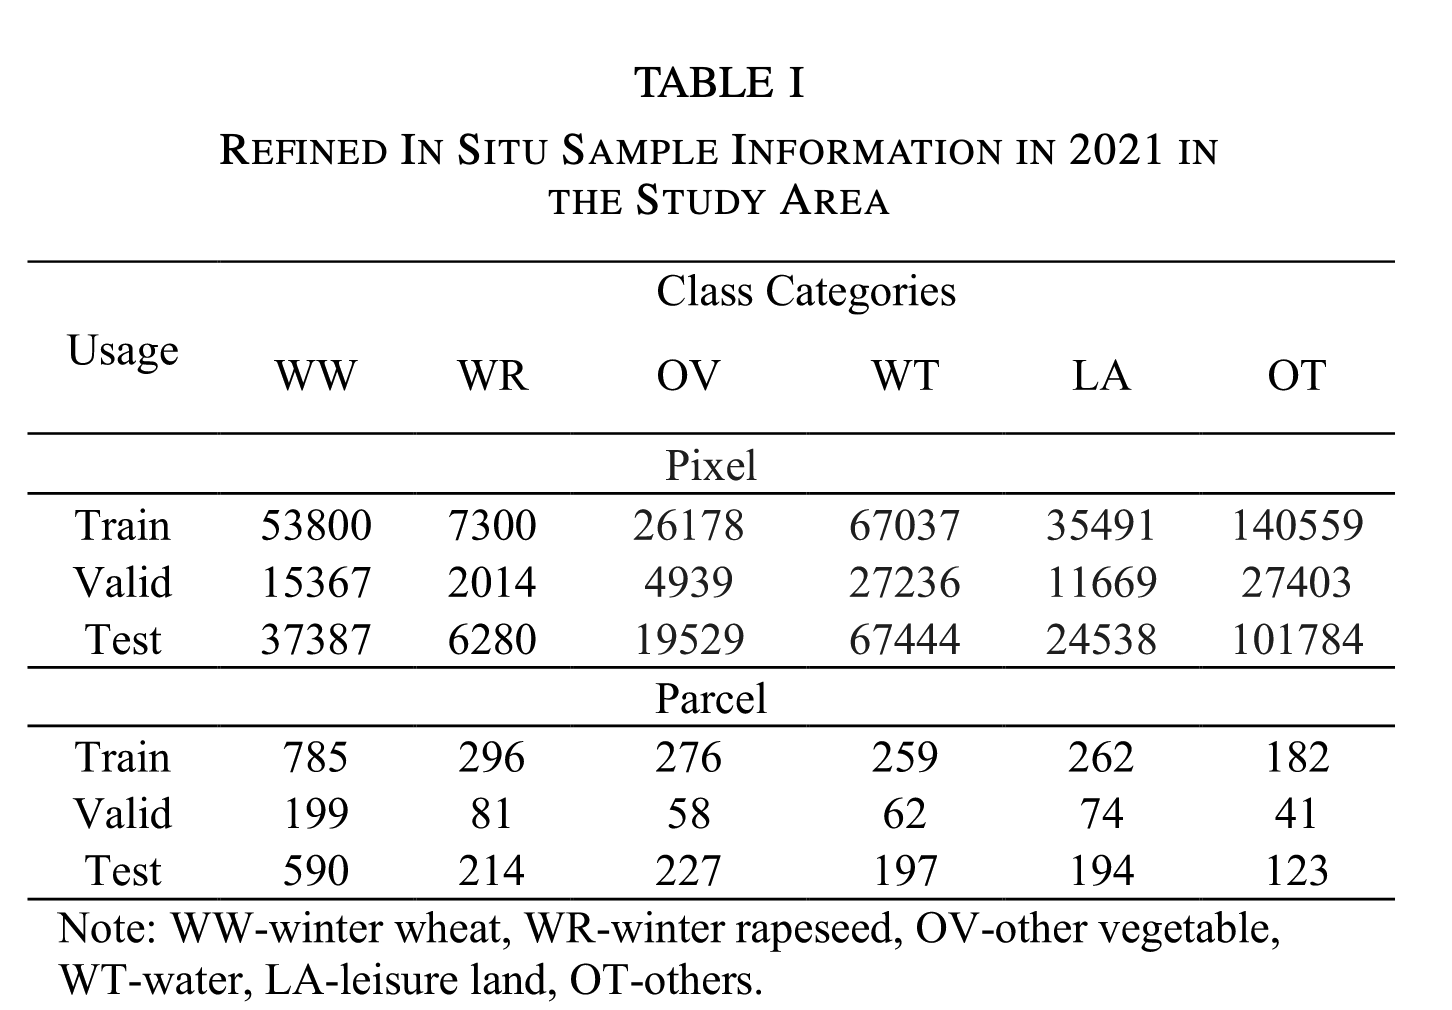 TABLE I
REFINED IN SITU SAMPLE INFORMATION IN 2021 IN
THE STUDY AREA
Class Categories
Usage
WW WR OV WT LA OT
Pixel
Train 53800 7300 26178 67037 35491 140559
Valid 15367 2014 4939 27236 11669 27403
Test 37387 6280 19529 67444 24538 101784
Parcel
Train 785 296 276 259 262 182
Valid 199 81 58 62 74 41
Test 590 214 227 197 194 123
Note: WW-winter wheat, WR-winter rapeseed, OV-other vegetable,
WT-water, LA-leisure land, OT-others.